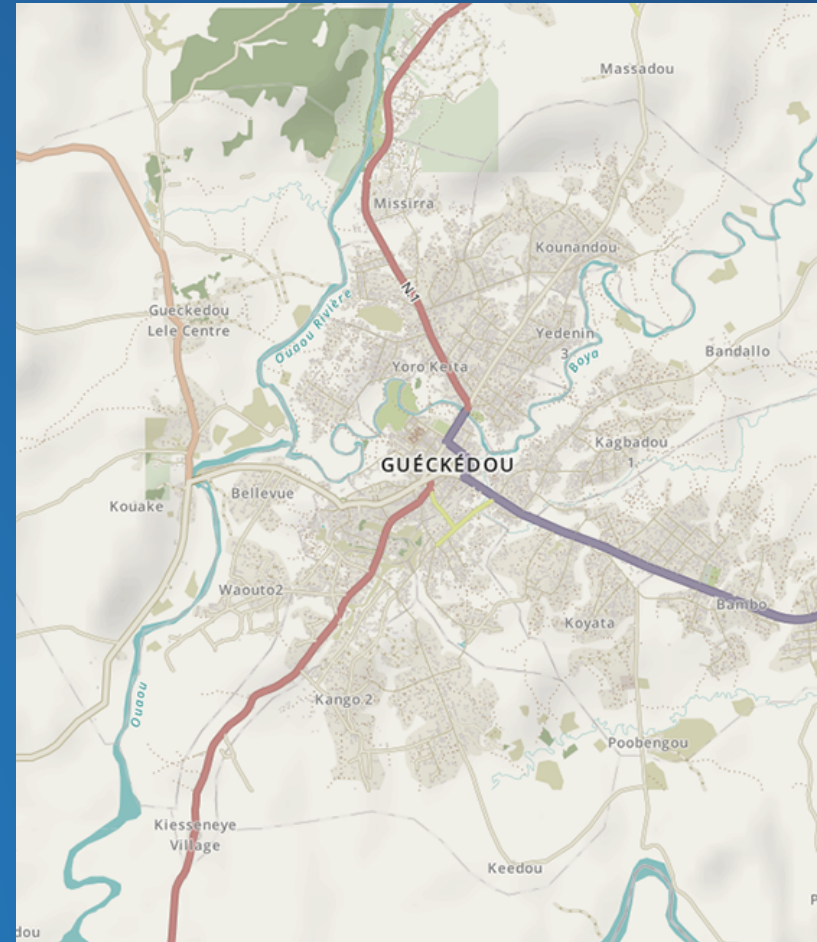 Massadou
Missirra
Kounandou
N 1
Gueckedou
Lele Centre
Ouaou Rivière
Yedenin
3
Boya
Bandallo
Yoro Keita
Kagbadou
1
GUÉCKÉDOU
Bellevue
Kouake
Waouto2
Bambo
Koyata
Ouaou
Kango 2
Poobengou
Kiesseneye
Village
Keedou
P
dou